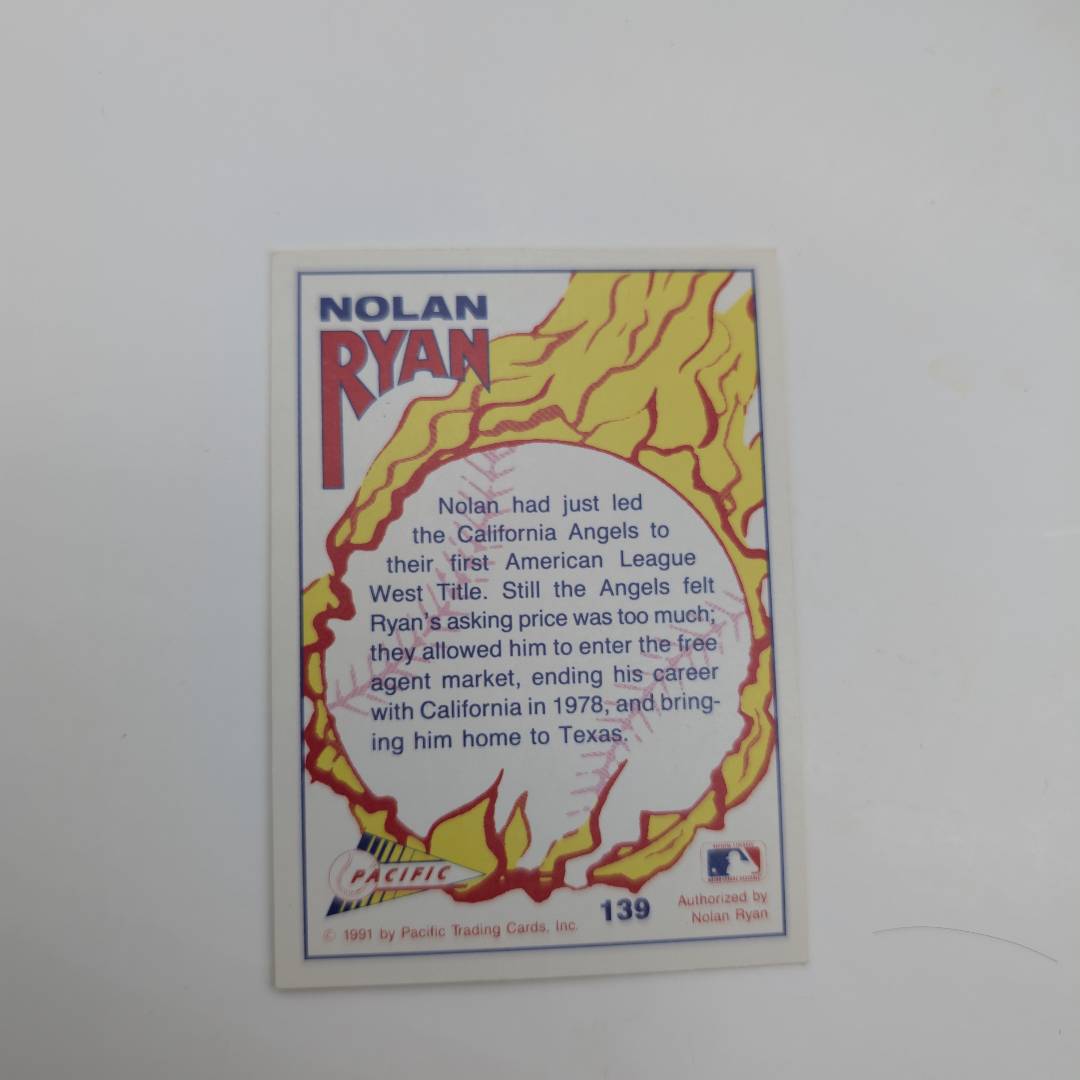 NOLAN
RYAN
Nolan had just led
the California Angels to
their first American League
West Title. Still the Angels felt
Ryan's asking price was too much;
they allowed him to enter the free
agent market, ending his career
with California in 1978, and bring-
ing him home to Texas.
PACIFIC
139
Authorized by
Nolan Ryan
© 1991 by Pacific Trading Cards, Inc.